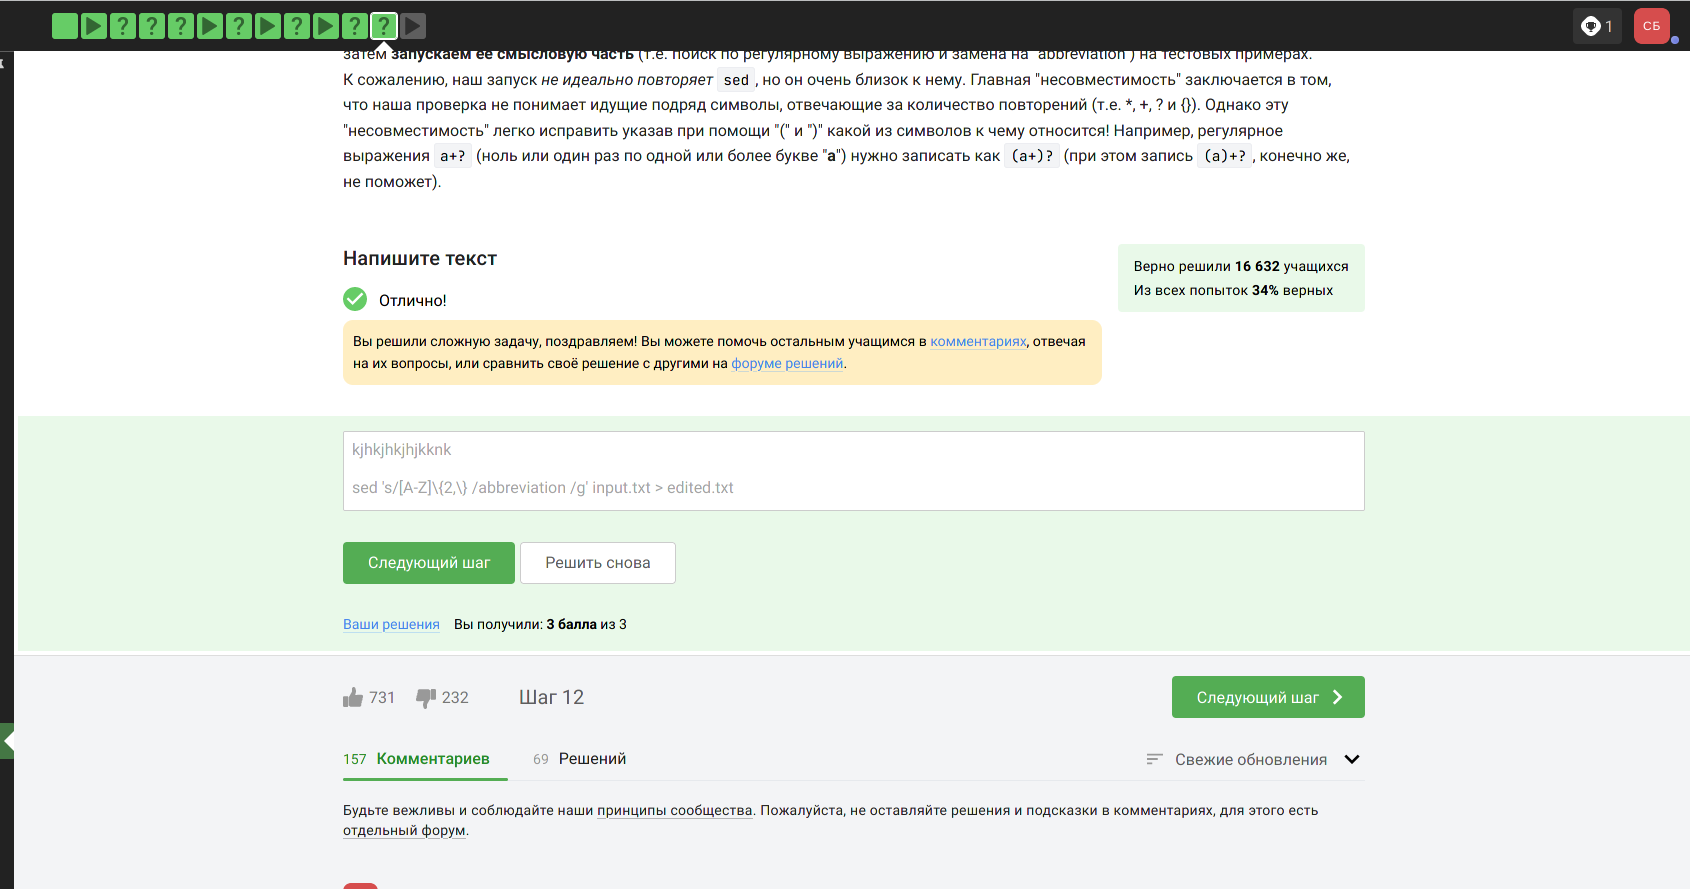 1
СБ
затем запускаем ее смысловую часть (т.е. поиск по регулярному выражению и замена на "abbreviation") на тестовых примерах.
К сожалению, наш запуск не идеально повторяет sed, но он очень близок к нему. Главная "несовместимость" заключается в том,
что наша проверка не понимает идущие подряд символы, отвечающие за количество повторений (т.е. *, +, ? и {}). Однако эту
"несовместимость" легко исправить указав при помощи "(" и ")" какой из символов к чему относится! Например, регулярное
выражения a+? (ноль или один раз по одной или более букве "a") нужно записать как (a+)? (при этом запись (a)+?, конечно же,
не поможет).
Напишите текст
Верно решили 16 632 учащихся
Из всех попыток 34% верных
Отлично!
Вы решили сложную задачу, поздравляем! Вы можете помочь остальным учащимся в комментариях, отвечая
на их вопросы, или сравнить своё решение с другими на форуме решений.
kjhkjhkjhjkknk
sed 's/[A-Z]\{2,\} /abbreviation /g' input.txt > edited.txt
Следующий шаг
Решить снова
Ваши решения Вы получили: 3 балла из 3
731 232 Шаг 12
Следующий шаг
157 Комментариев 69 Решений
Свежие обновления
Будьте вежливы и соблюдайте наши принципы сообщества. Пожалуйста, не оставляйте решения и подсказки в комментариях, для этого есть
отдельный форум.